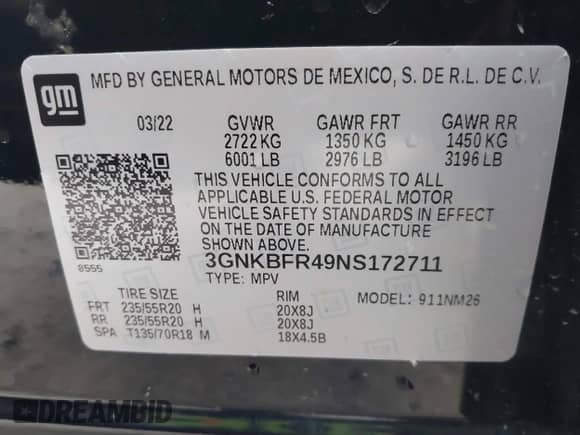 gm
MFD BY GENERAL MOTORS DE MEXICO, S. DE R.L. DE C.V.
03/22 GVWR GAWR FRT GAWR RR
2722 KG 1350 KG 1450 KG
6001 LB 2976 LB 3196 LB
THIS VEHICLE CONFORMS TO ALL
APPLICABLE U.S. FEDERAL MOTOR
VEHICLE SAFETY STANDARDS IN EFFECT
ON THE DATE OF MANUFACTURE
SHOWN ABOVE.
8555
3GNKBFR49NS172711
TYPE: MPV
TIRE SIZE RIM MODEL: 911NM26
FRT 235/55R20 H 20X8J
RR 235/55R20 H 20X8J
SPA T135/70R18 M 18X4.5B
DREAMBID